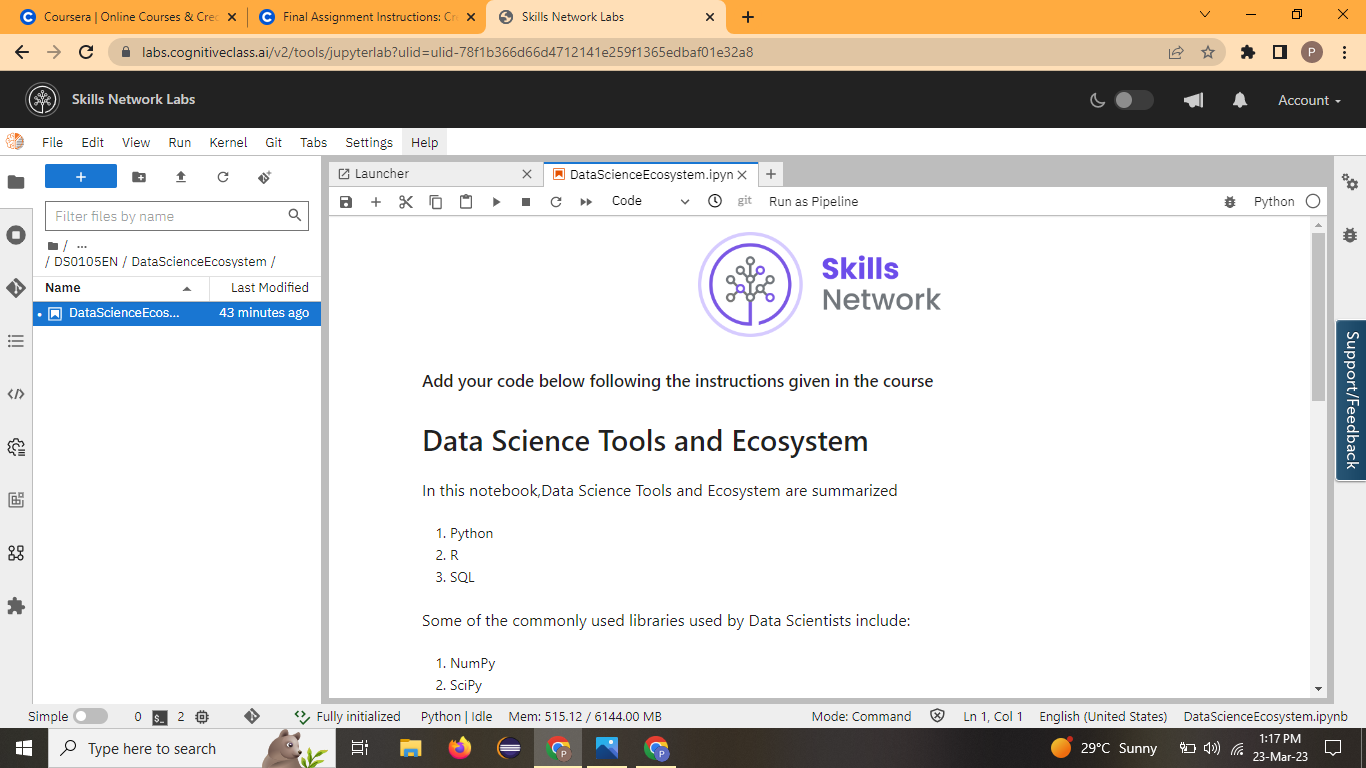 Coursera | Online Courses & Cred
Final Assignment Instructions: Cr
Skills Network Labs
labs.cognitiveclass.ai/v2/tools/jupyterlab?ulid=ulid-78f1b366d66d4712141e259f1365edbaf01e32a8
P
Skills Network Labs
Account
File Edit View Run Kernel Git Tabs Settings Help
Launcher
DataScienceEcosystem.ipyn
Filter files by name
/ ...
/ DS0105EN / DataScienceEcosystem /
Name Last Modified
DataScienceEcos... 43 minutes ago
Code
git
Run as Pipeline
Python
Skills
Network
Add your code below following the instructions given in the course
Data Science Tools and Ecosystem
In this notebook,Data Science Tools and Ecosystem are summarized
1. Python
2. R
3. SQL
Some of the commonly used libraries used by Data Scientists include:
1. NumPy
2. SciPy
Support/Feedback
Simple 0 2 Fully initialized Python | Idle Mem: 515.12 / 6144.00 MB Mode: Command Ln 1, Col 1 English (United States) DataScienceEcosystem.ipynb
Type here to search
P
P
29°C Sunny
1:17 PM
23-Mar-23